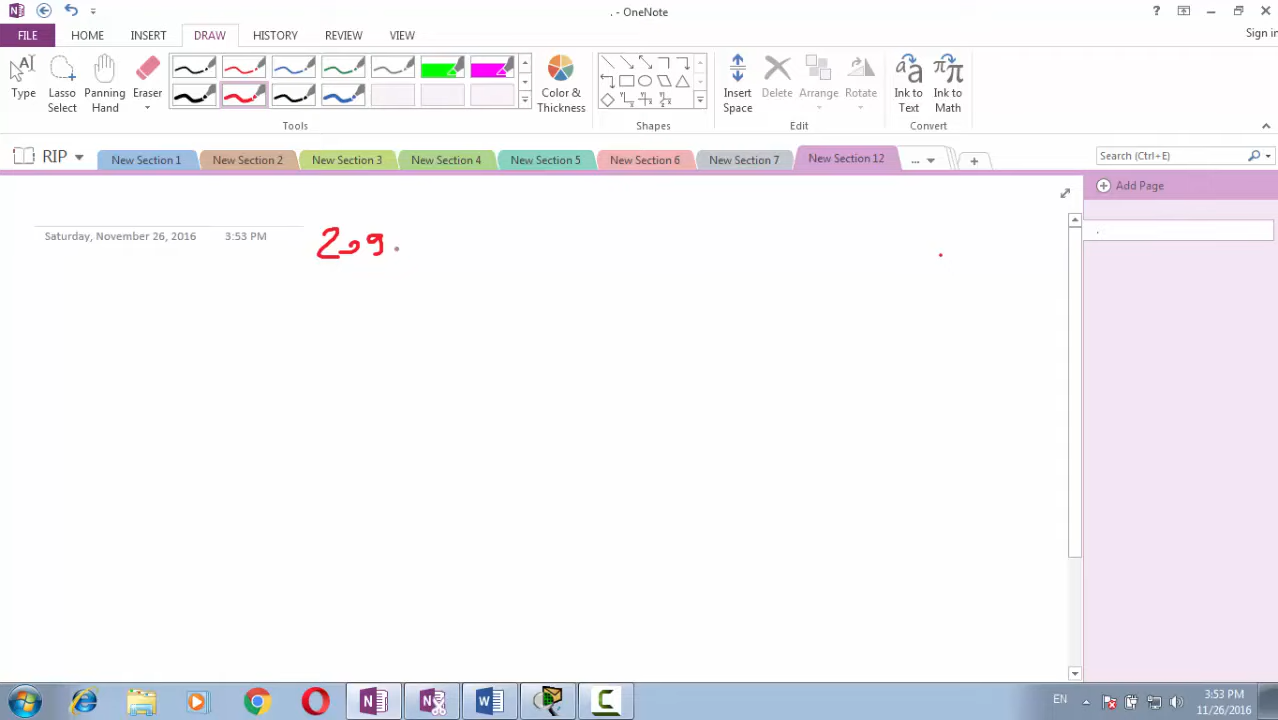 . - OneNote
FILE HOME INSERT DRAW HISTORY REVIEW VIEW Sign in
Type Lasso Select Panning Hand Eraser Color & Thickness Insert Space Delete Arrange Rotate Ink to Text Ink to Math
Tools Shapes Edit Convert
RIP New Section 1 New Section 2 New Section 3 New Section 4 New Section 5 New Section 6 New Section 7 New Section 12 ... Search (Ctrl+E)
Add Page
Saturday, November 26, 2016 3:53 PM
.
EN 3:53 PM
11/26/2016